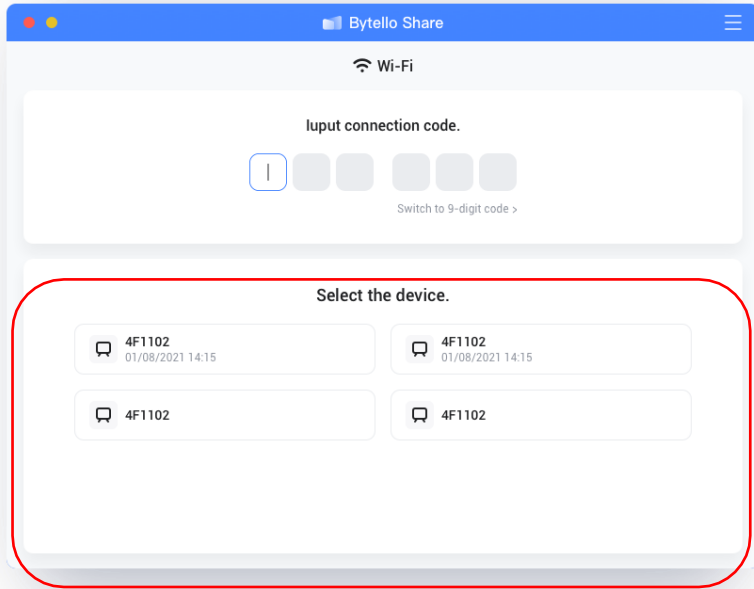 Bytello Share
Wi-Fi
Iuput connection code.
Switch to 9-digit code >
Select the device.
4F1102
01/08/2021 14:15
4F1102
01/08/2021 14:15
4F1102
4F1102